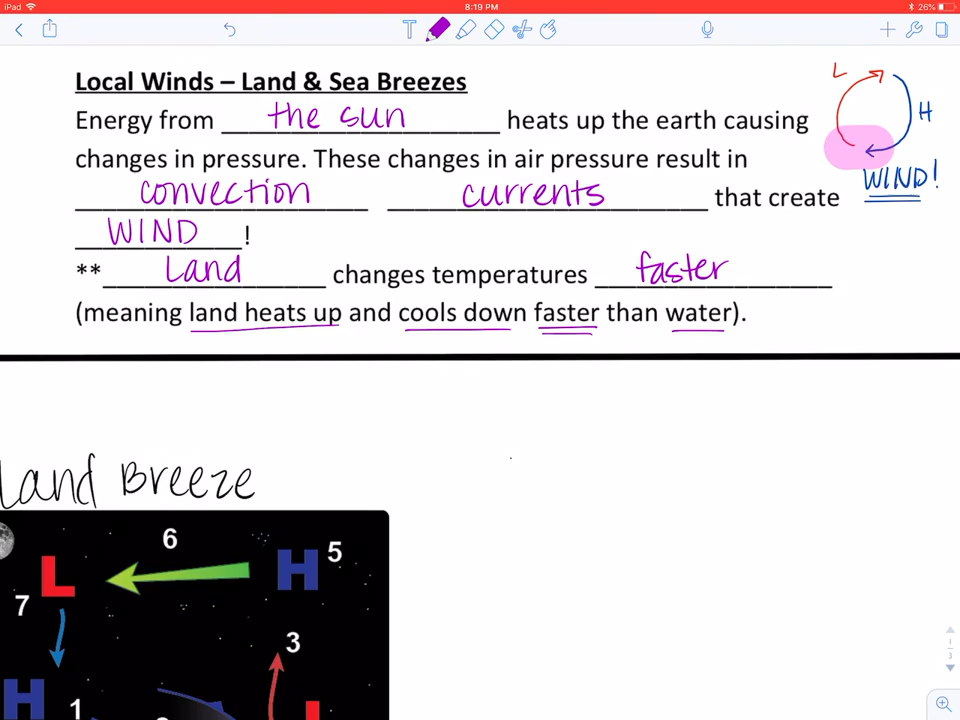 iPad 8:19 PM 26%
T
Local Winds – Land & Sea Breezes
Energy from the sun heats up the earth causing
changes in pressure. These changes in air pressure result in
convection currents that create
WIND!
** Land changes temperatures faster
(meaning land heats up and cools down faster than water).
L
H
WIND!
Land Breeze
6
L H 5
7
3
H 1 L
1
3